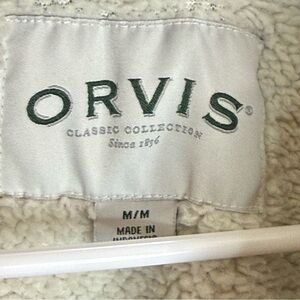 ORVIS®
CLASSIC COLLECTION
Since 1856
M/M
MADE IN
INDONESIA